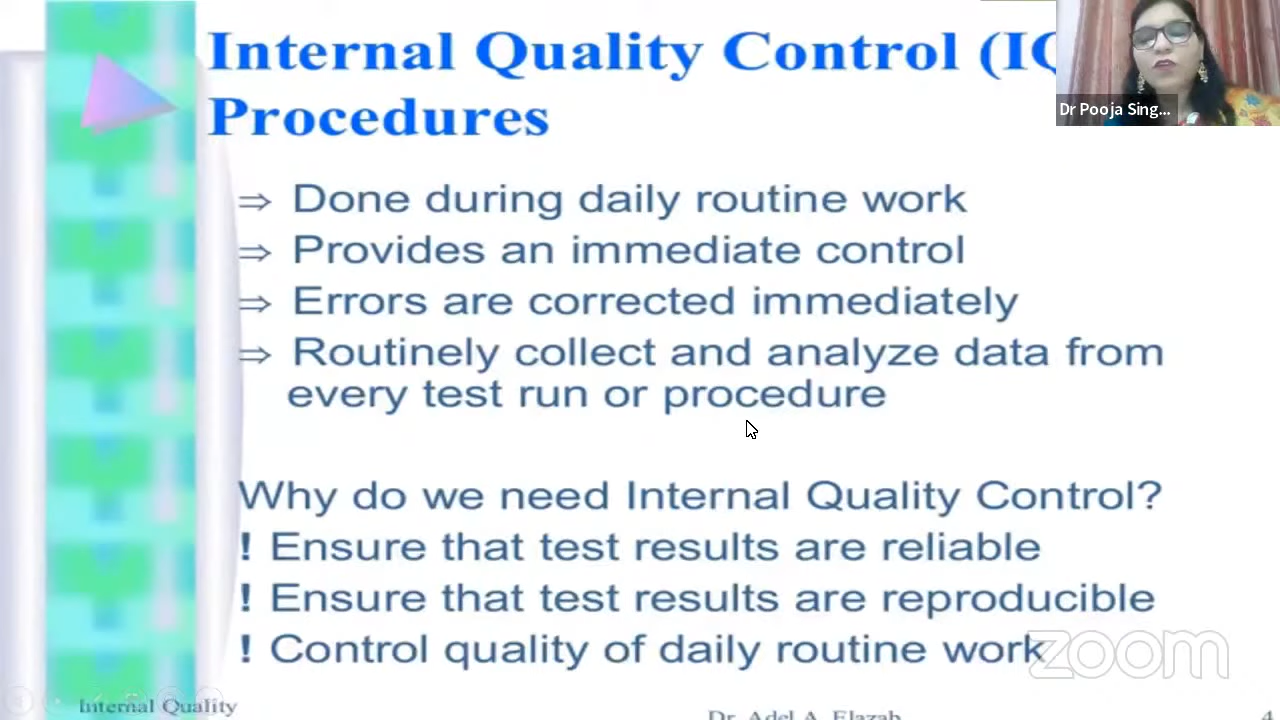 Internal Quality Control (IQ
Procedures
Dr Pooja Sing...
⇒ Done during daily routine work
⇒ Provides an immediate control
⇒ Errors are corrected immediately
⇒ Routinely collect and analyze data from
every test run or procedure
Why do we need Internal Quality Control?
! Ensure that test results are reliable
! Ensure that test results are reproducible
! Control quality of daily routine work
zoom
Internal Quality
Dr. Adel A. Elazab
4